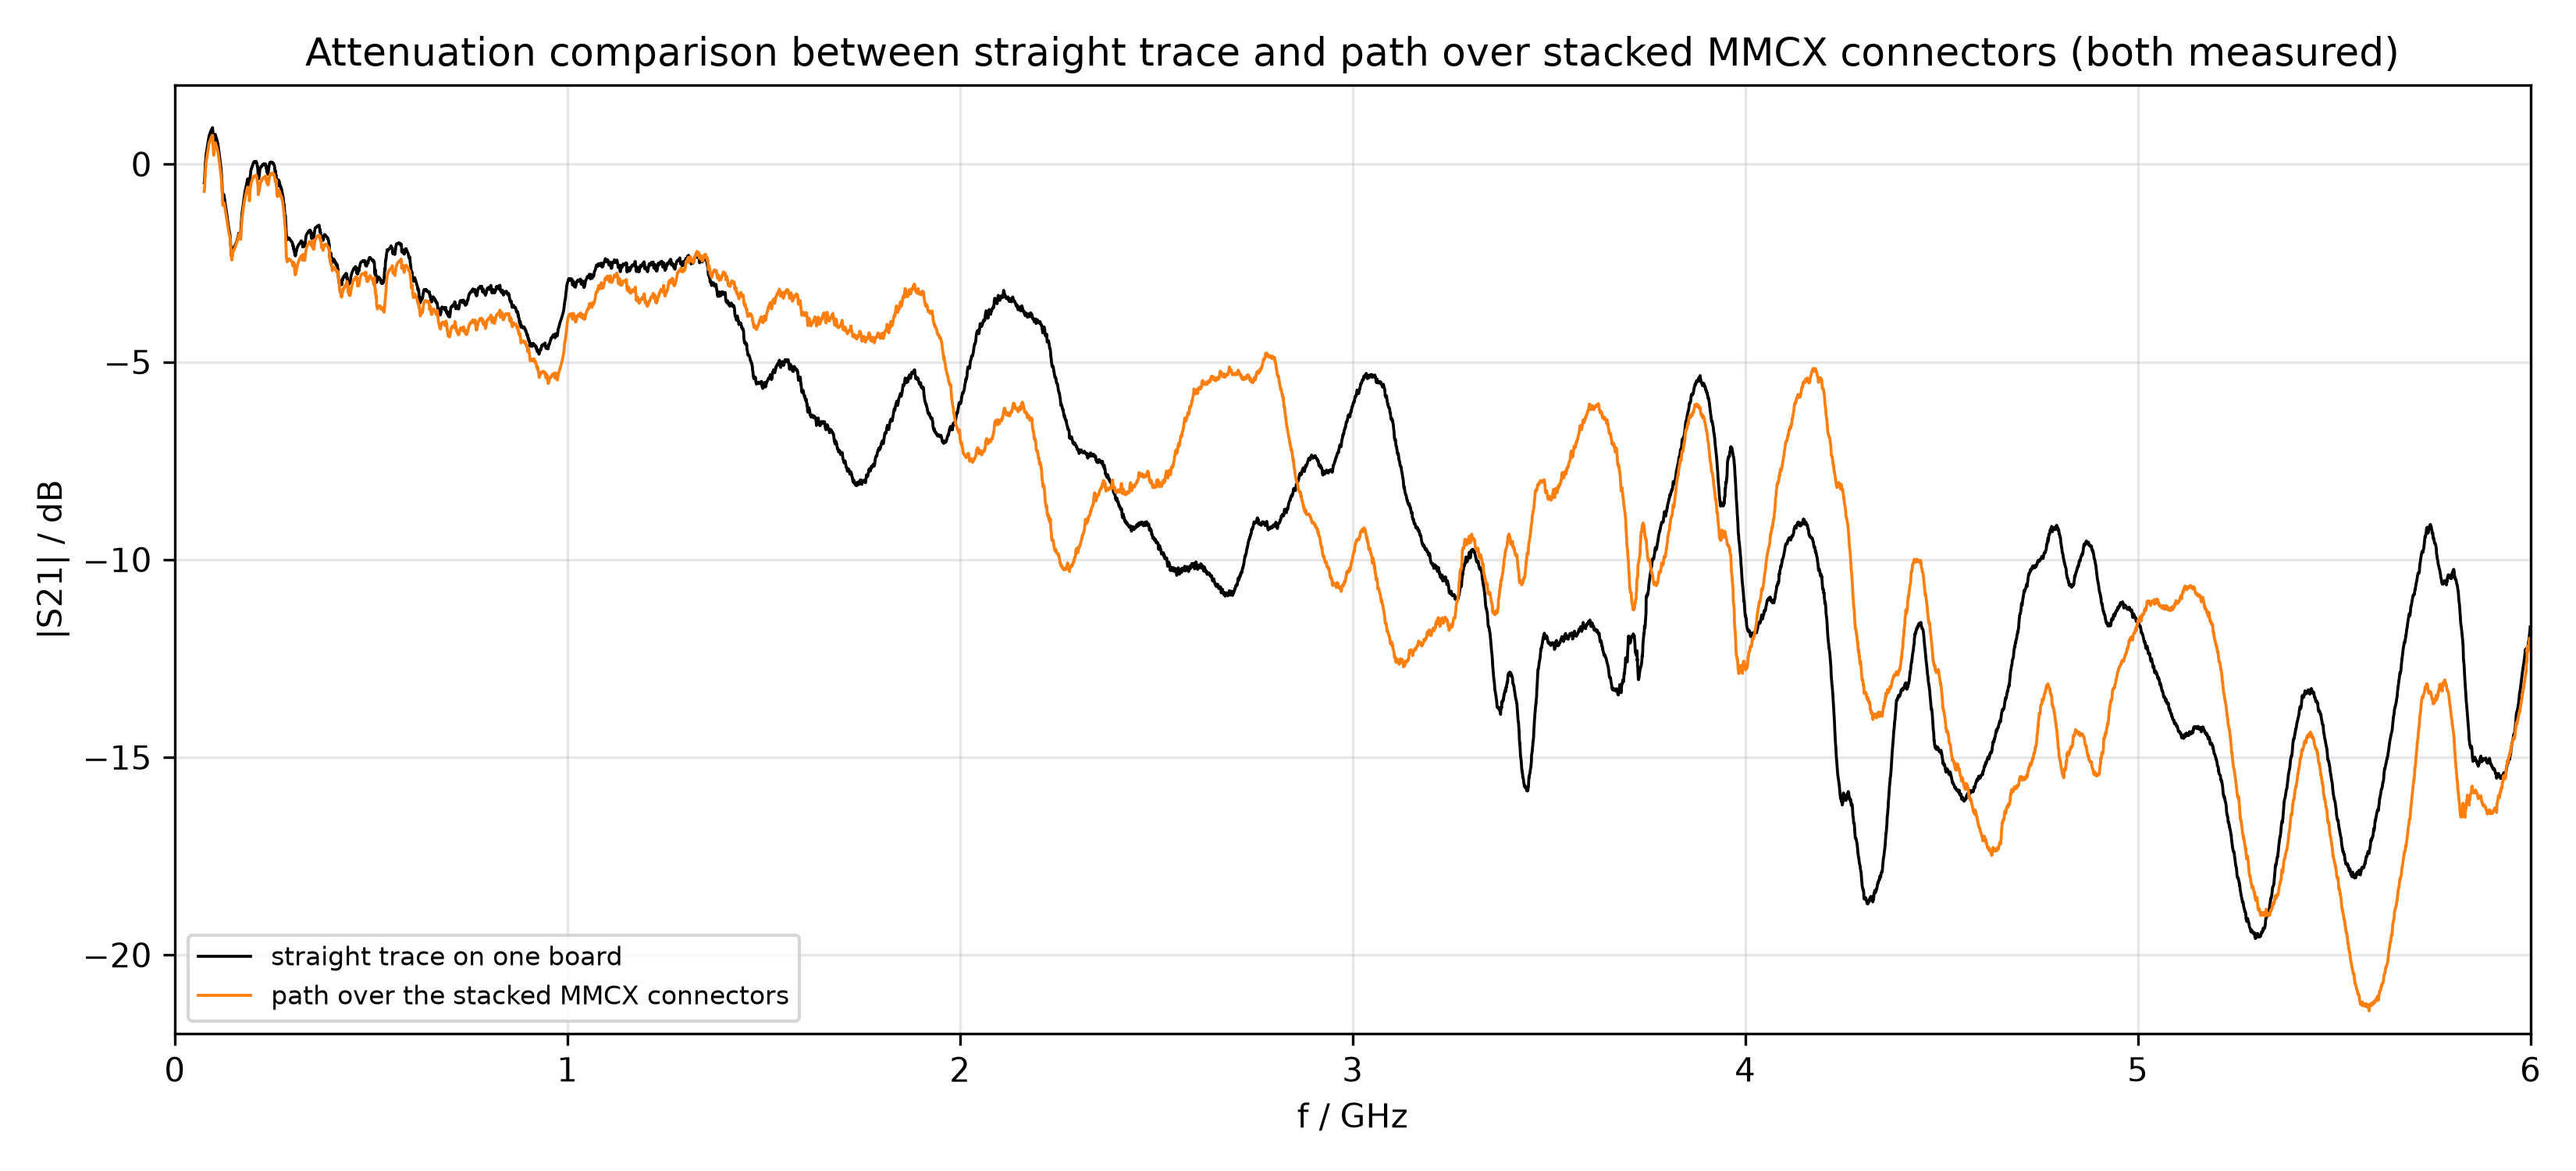 Attenuation comparison between straight trace and path over stacked MMCX connectors (both measured)
|S21| / dB
0
−5
−10
−15
−20
straight trace on one board
path over the stacked MMCX connectors
0 1 2 3 4 5 6
f / GHz